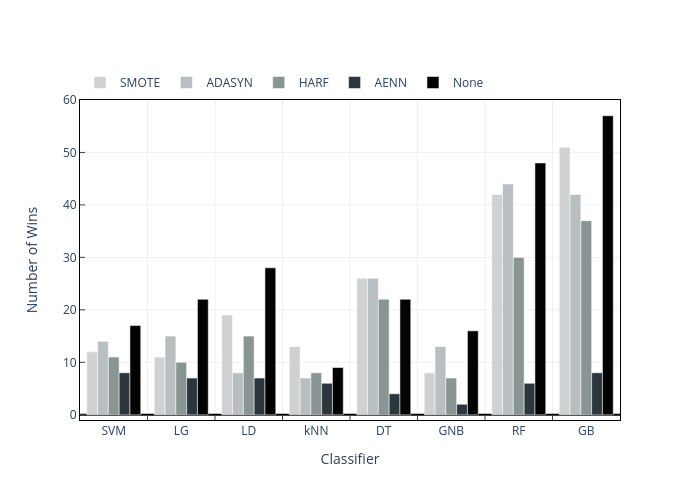 SMOTE ADASYN HARF AENN None
60
50
40
30
20
10
0
Number of Wins
SVM LG LD kNN DT GNB RF GB
Classifier